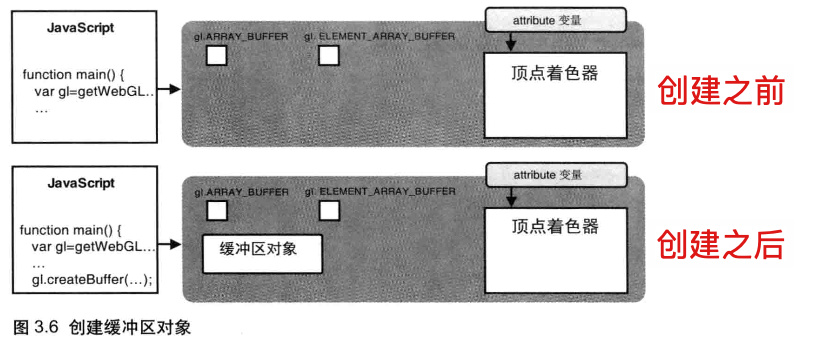 JavaScript
function main() {
var gl=getWebGL...
...
gl.ARRAY_BUFFER
gl.ELEMENT_ARRAY_BUFFER
attribute 变量
顶点着色器
创建之前
JavaScript
function main() {
var gl=getWebGL...
...
gl.createBuffer(...);
gl.ARRAY_BUFFER
gl.ELEMENT_ARRAY_BUFFER
缓冲区对象
attribute 变量
顶点着色器
创建之后
图 3.6 创建缓冲区对象